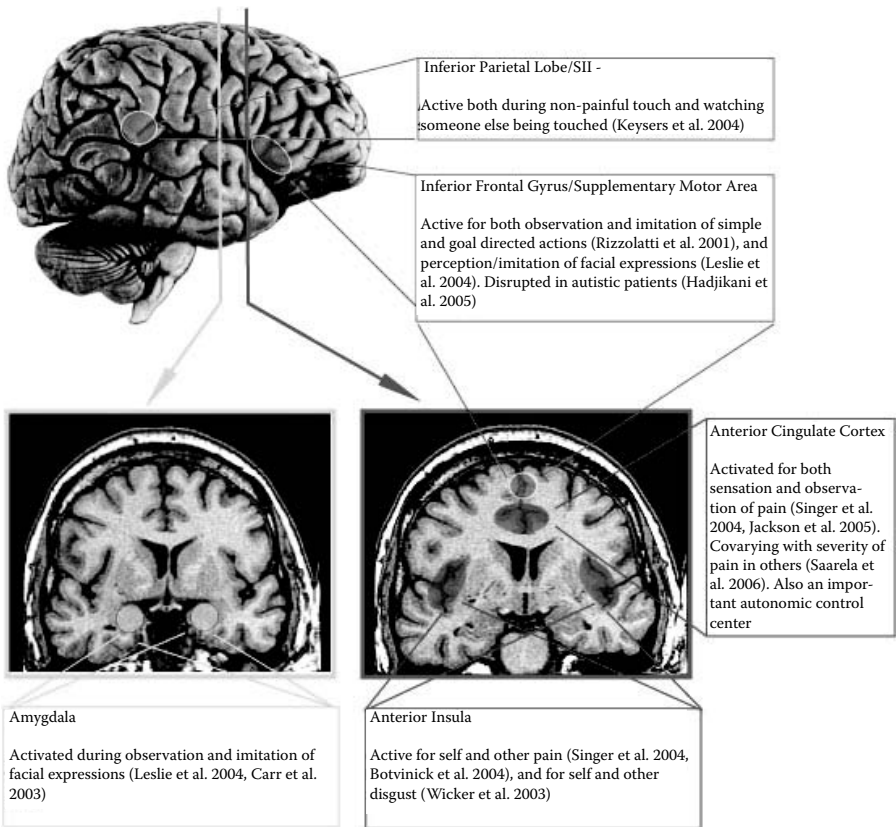 Inferior Parietal Lobe/SII -
Active both during non-painful touch and watching
someone else being touched (Keysers et al. 2004)
Inferior Frontal Gyrus/Supplementary Motor Area
Active for both observation and imitation of simple
and goal directed actions (Rizzolatti et al. 2001), and
perception/imitation of facial expressions (Leslie et
al. 2004). Disrupted in autistic patients (Hadjikani et
al. 2005)
Anterior Cingulate Cortex
Activated for both
sensation and observa-
tion of pain (Singer et al.
2004, Jackson et al. 2005).
Covarying with severity of
pain in others (Saarela et
al. 2006). Also an impor-
tant autonomic control
center
Amygdala
Activated during observation and imitation of
facial expressions (Leslie et al. 2004, Carr et al.
2003)
Anterior Insula
Active for self and other pain (Singer et al. 2004,
Botvinick et al. 2004), and for self and other
disgust (Wicker et al. 2003)